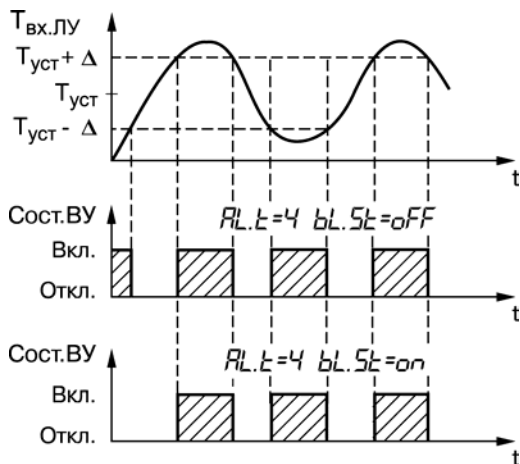 Tвх.ЛУ
Tуст + Δ
Tуст
Tуст - Δ
t
Сост.ВУ
AL.t=4 bL.St=oFF
Вкл.
Откл.
t
Сост.ВУ
AL.t=4 bL.St=on
Вкл.
Откл.
t